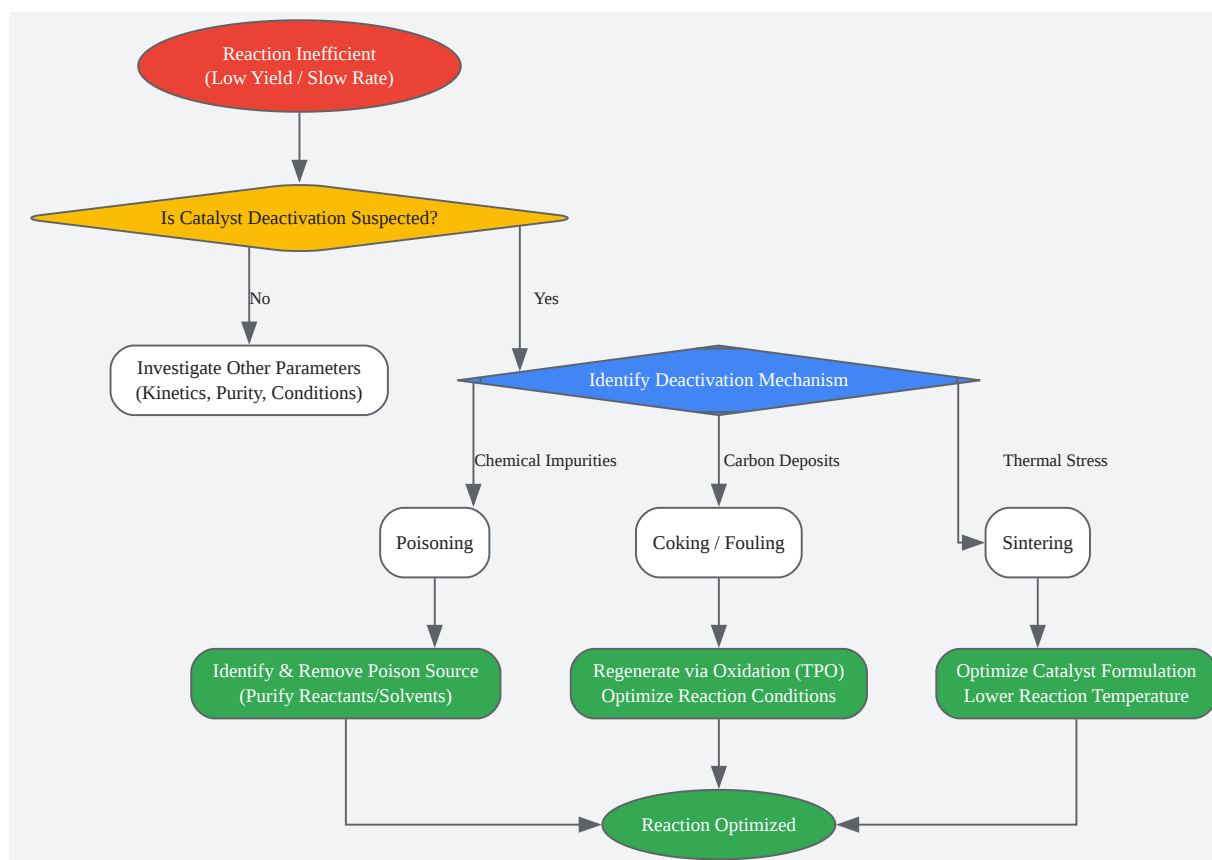 Reaction Inefficient
(Low Yield / Slow Rate)
Is Catalyst Deactivation Suspected?
No
Yes
Investigate Other Parameters
(Kinetics, Purity, Conditions)
Identify Deactivation Mechanism
Chemical Impurities
Carbon Deposits
Thermal Stress
Poisoning
Coking / Fouling
Sintering
Identify & Remove Poison Source
(Purify Reactants/Solvents)
Regenerate via Oxidation (TPO)
Optimize Reaction Conditions
Optimize Catalyst Formulation
Lower Reaction Temperature
Reaction Optimized